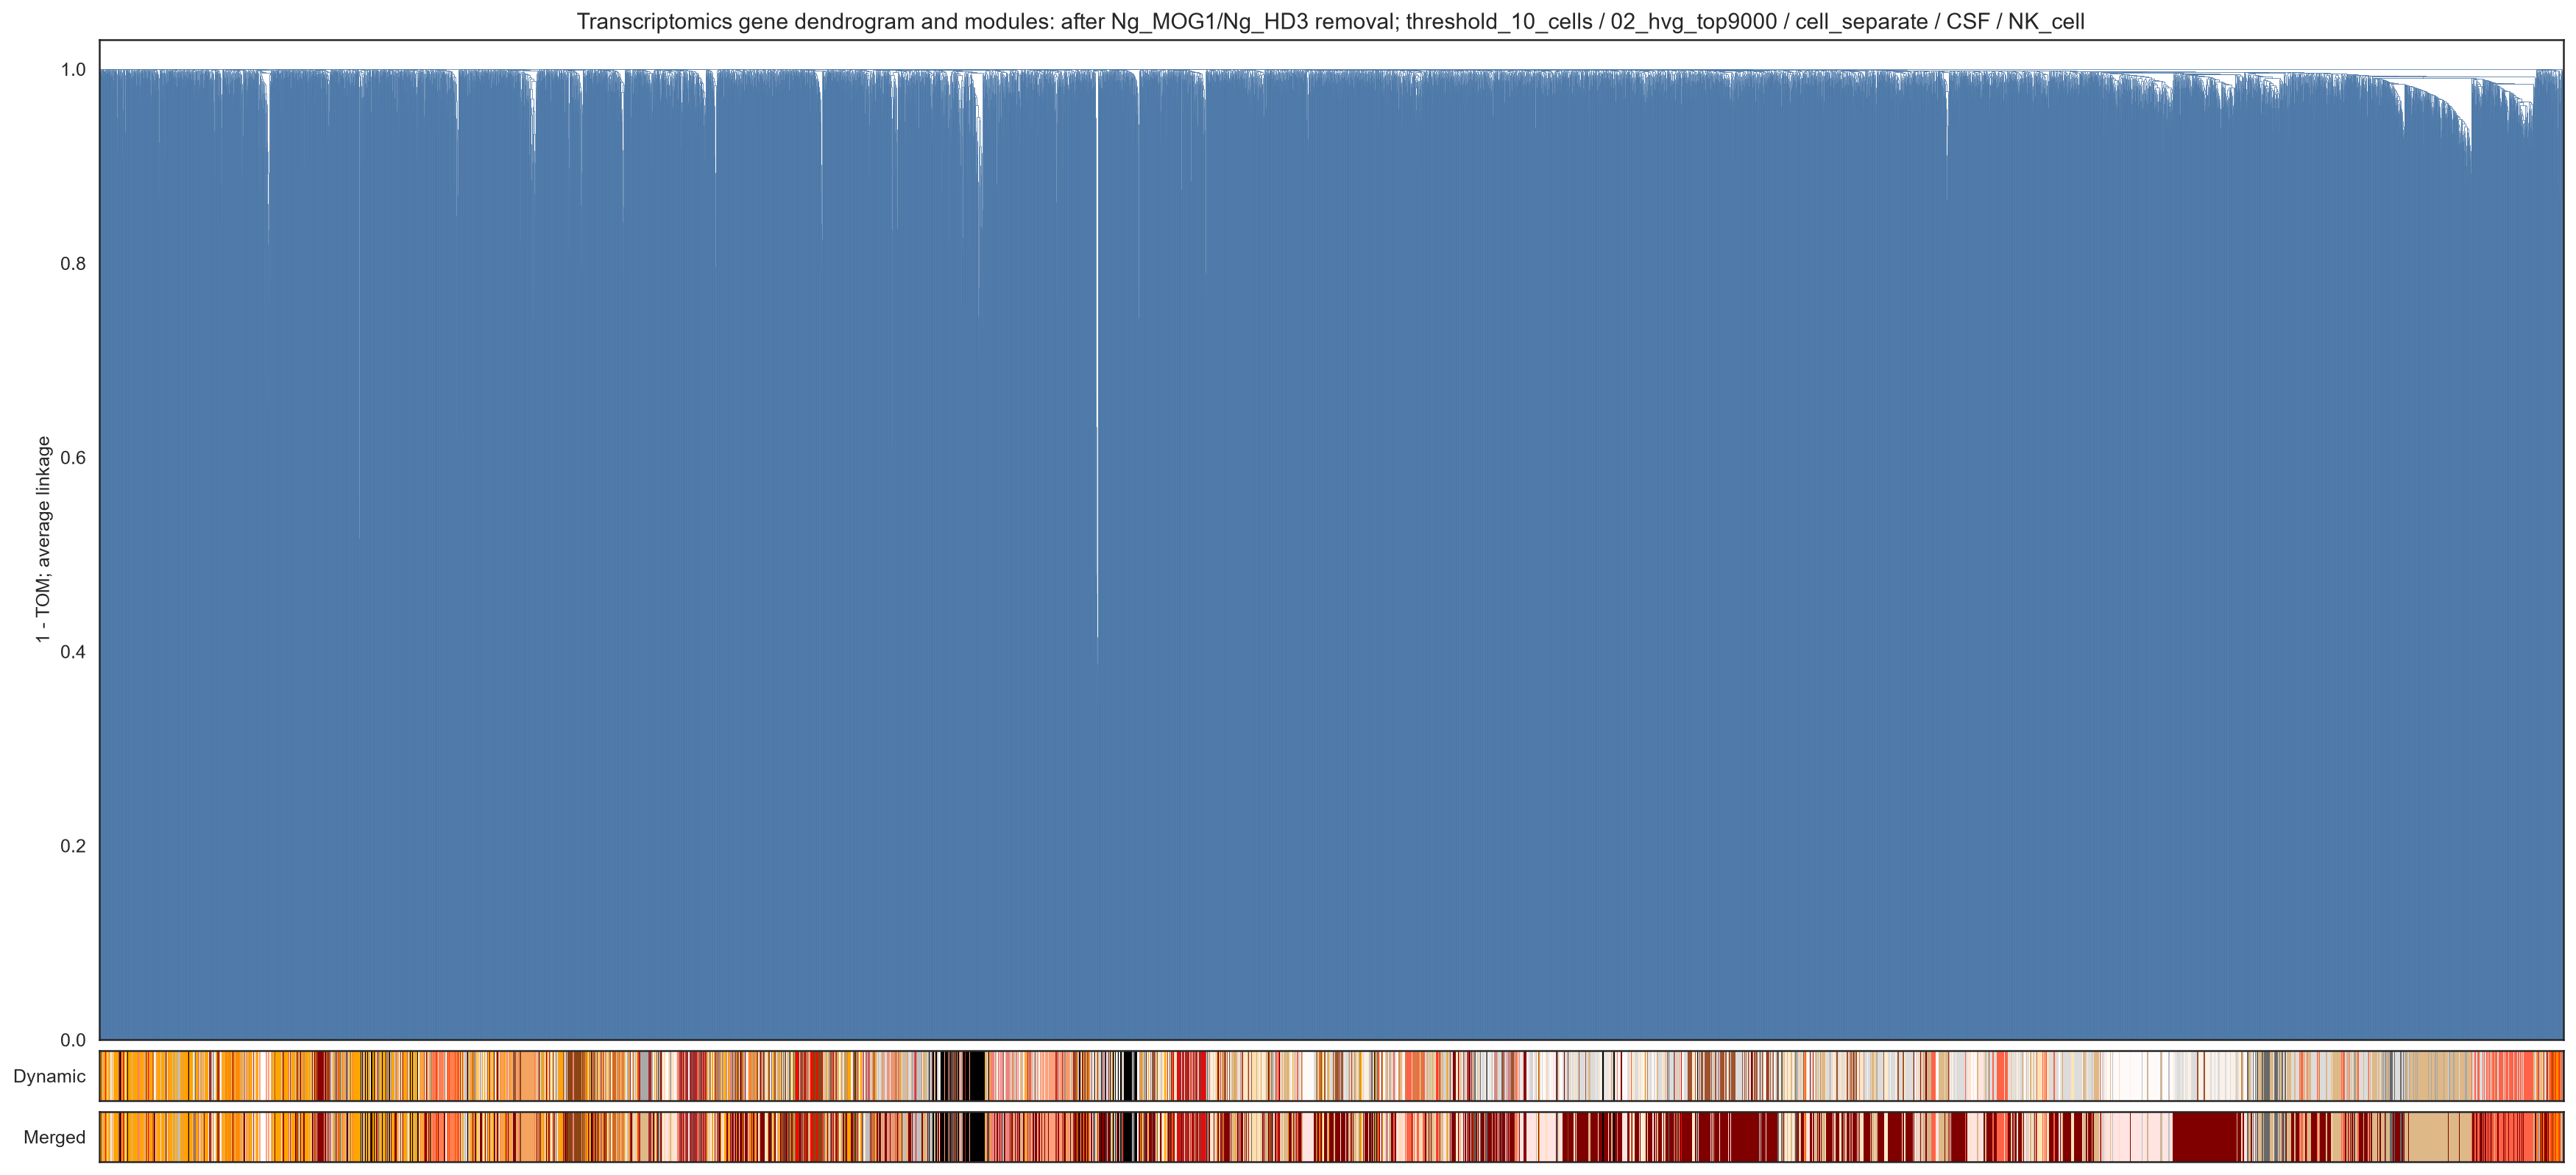 Transcriptomics gene dendrogram and modules: after Ng_MOG1/Ng_HD3 removal; threshold_10_cells / 02_hvg_top9000 / cell_separate / CSF / NK_cell
1.0
0.8
0.6
0.4
0.2
0.0
1 - TOM; average linkage
Dynamic
Merged